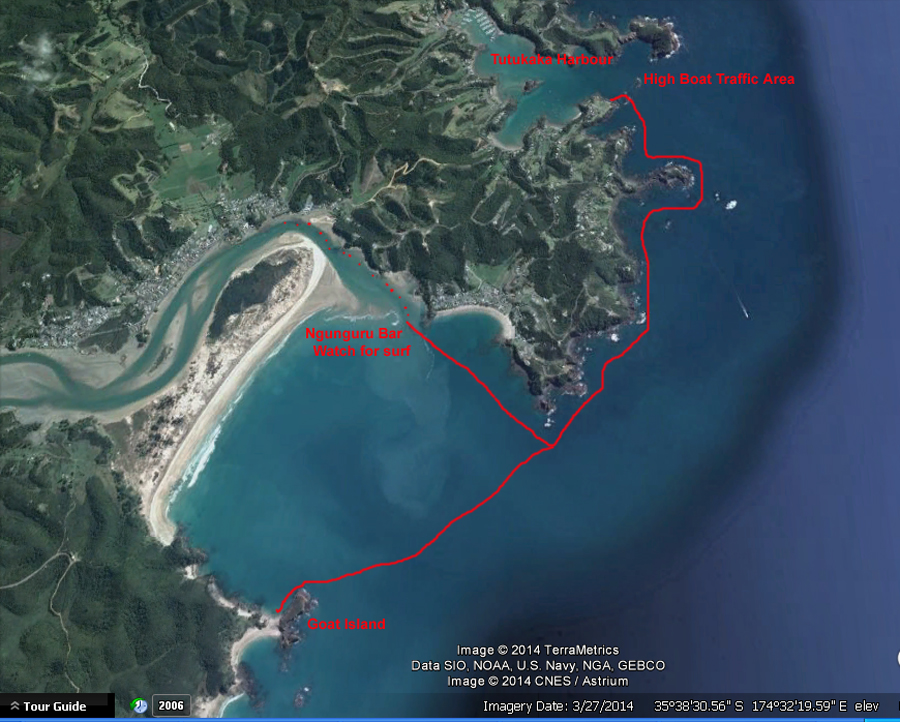 Tutukaka Harbour
High Boat Traffic Area
Ngunguru Bar
Watch for surf
Goat Island
Image © 2014 TerraMetrics
Data SIO, NOAA, U.S. Navy, NGA, GEBCO
Image © 2014 CNES / Astrium
Tour Guide
2006
Imagery Date: 3/27/2014 35°38'30.56" S 174°32'19.59" E elev